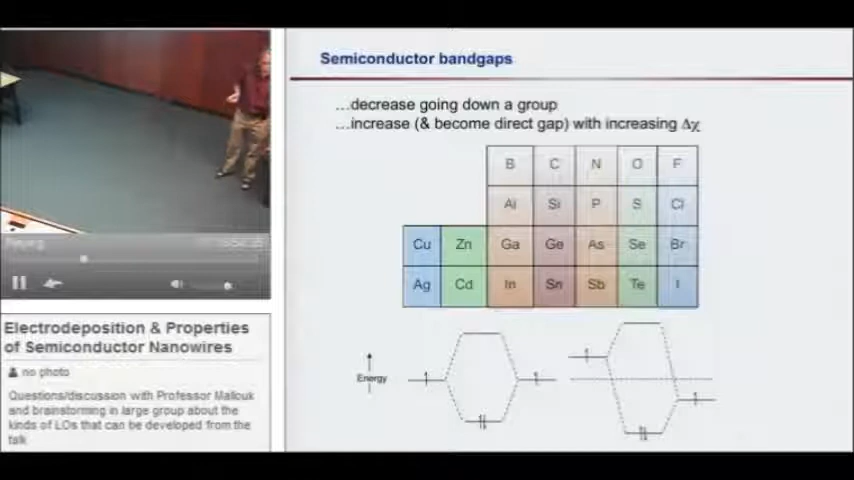 Semiconductor bandgaps
...decrease going down a group
...increase (& become direct gap) with increasing Δχ
B C N O F
Al Si P S Cl
Cu Zn Ga Ge As Se Br
Ag Cd In Sn Sb Te I
Energy
Electrodeposition & Properties
of Semiconductor Nanowires
no photo
Questions/discussion with Professor Mallouk
and brainstorming in large group about the
kinds of LOs that can be developed from the
talk